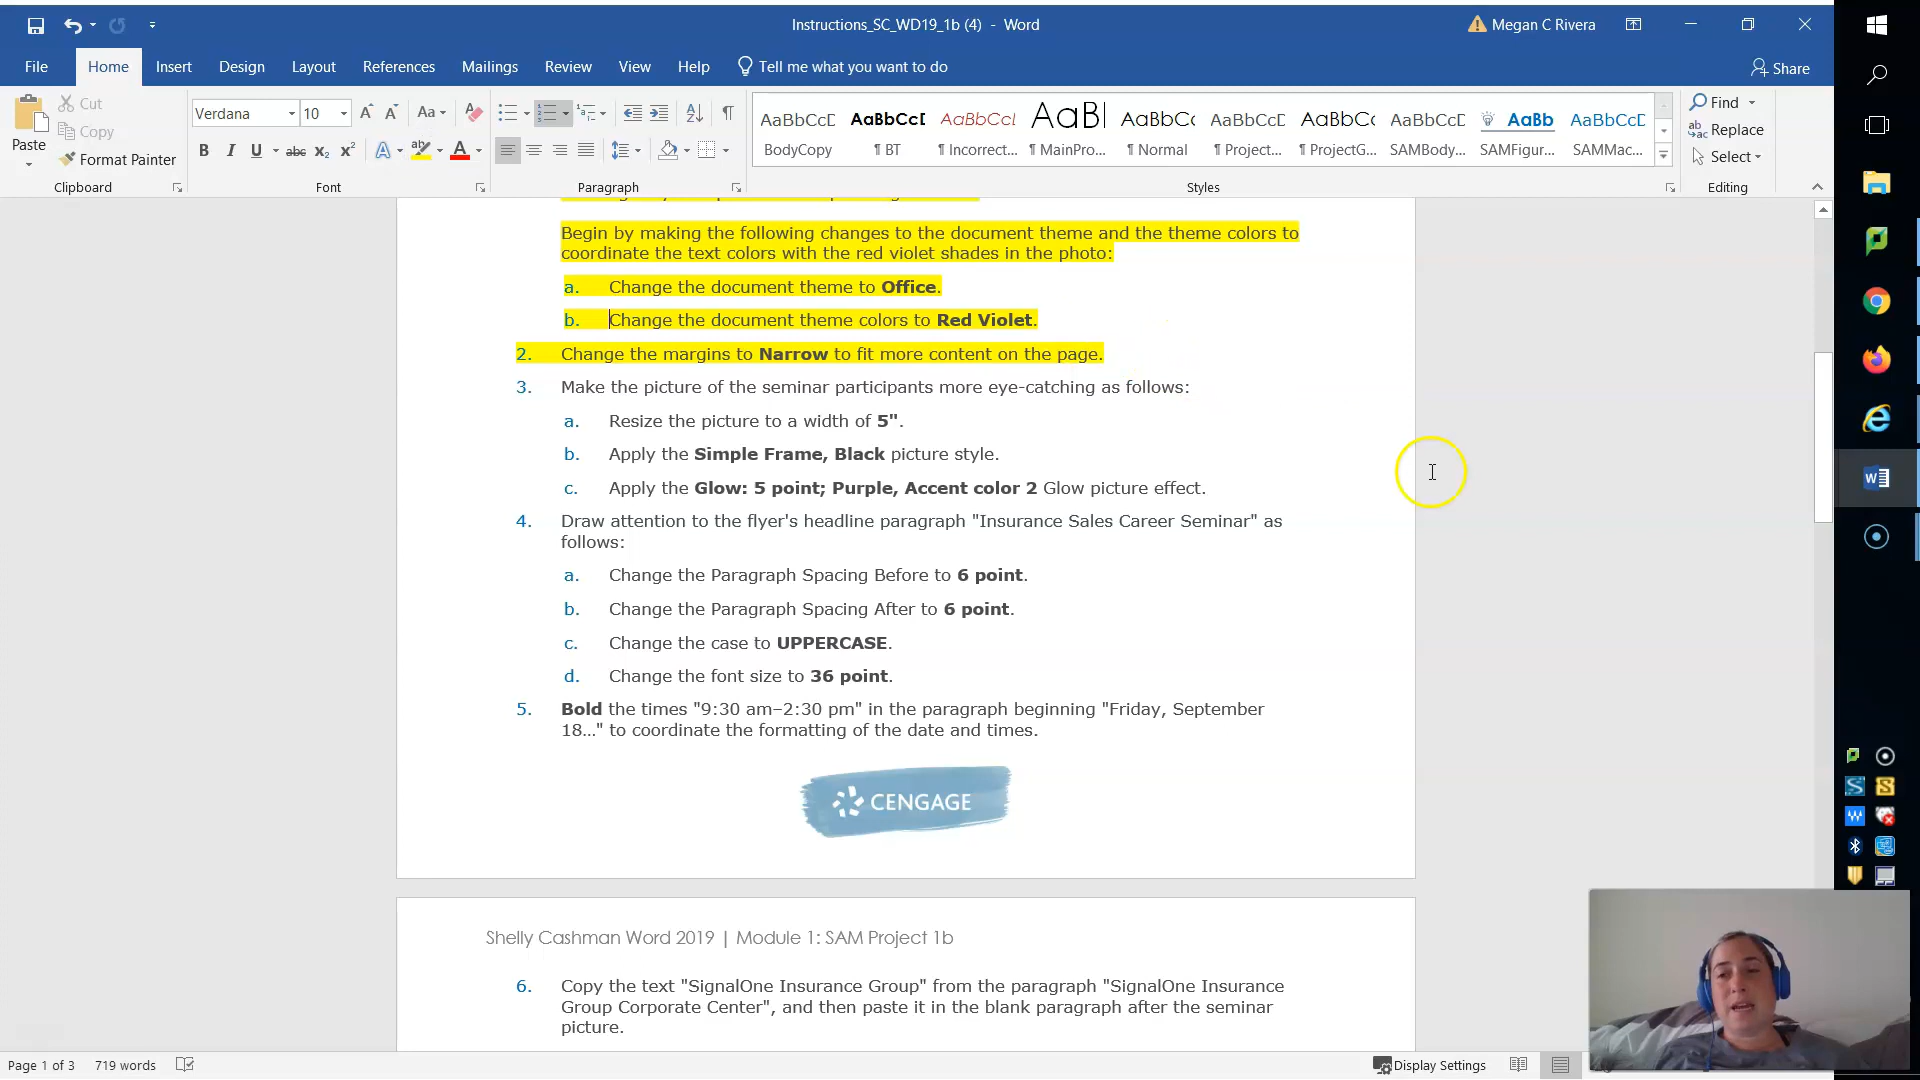 Instructions_SC_WD19_1b (4) - Word
Megan C Rivera
File Home Insert Design Layout References Mailings Review View Help Tell me what you want to do
Share
Paste
Cut
Copy
Format Painter
Clipboard
Verdana 10
Font
Paragraph
AaBbCcD AaBbCcD AaBbCcI AaBI AaBbCc AaBbCcD AaBbCc AaBbCcD AaBb AaBbCcD
BodyCopy ¶ BT ¶ Incorrect... ¶ MainPro... ¶ Normal ¶ Project... ¶ ProjectG... SAMBody... SAMFigur... SAMMac...
Styles
Find
Replace
Select
Editing
Begin by making the following changes to the document theme and the theme colors to
coordinate the text colors with the red violet shades in the photo:
a. Change the document theme to Office.
b. Change the document theme colors to Red Violet.
2. Change the margins to Narrow to fit more content on the page.
3. Make the picture of the seminar participants more eye-catching as follows:
a. Resize the picture to a width of 5".
b. Apply the Simple Frame, Black picture style.
c. Apply the Glow: 5 point; Purple, Accent color 2 Glow picture effect.
4. Draw attention to the flyer's headline paragraph "Insurance Sales Career Seminar" as
follows:
a. Change the Paragraph Spacing Before to 6 point.
b. Change the Paragraph Spacing After to 6 point.
c. Change the case to UPPERCASE.
d. Change the font size to 36 point.
5. Bold the times "9:30 am–2:30 pm" in the paragraph beginning "Friday, September
18…" to coordinate the formatting of the date and times.
CENGAGE
Shelly Cashman Word 2019 | Module 1: SAM Project 1b
6. Copy the text "SignalOne Insurance Group" from the paragraph "SignalOne Insurance
Group Corporate Center", and then paste it in the blank paragraph after the seminar
picture.
Page 1 of 3 719 words
Display Settings